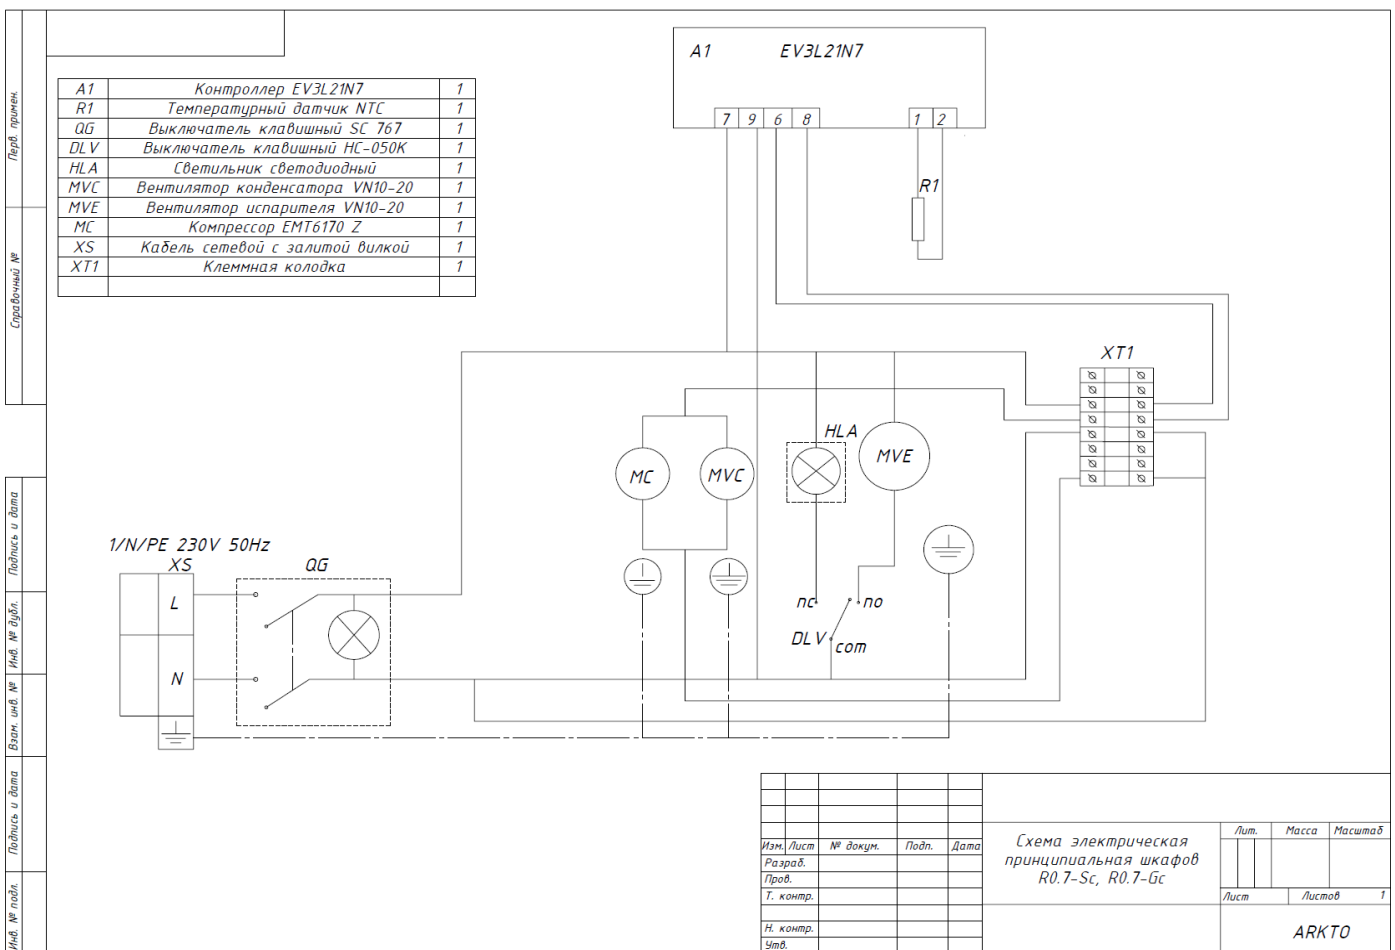 A1 EV3L21N7
7 9 6 8 1 2
A1 Контроллер EV3L21N7 1
R1 Температурный датчик NTC 1
QG Выключатель клавишный SC 767 1
DLV Выключатель клавишный HC-050K 1
HLA Светильник светодиодный 1
MVC Вентилятор конденсатора VN10-20 1
MVE Вентилятор испарителя VN10-20 1
MC Компрессор EMT6170 Z 1
XS Кабель сетевой с залитой вилкой 1
XT1 Клеммная колодка 1
R1
XT1
HLA
MC
MVC
MVE
1/N/PE 230V 50Hz
XS
QG
L
N
nc
no
DLV
com
Перв. примен.
Справочный №
Подпись и дата
Инв. № дубл.
Взам. инв. №
Подпись и дата
Инв. № подл.
Изм. Лист № докум. Подп. Дата
Разраб.
Пров.
Т. контр.
Н. контр.
Утв.
Схема электрическая
принципиальная шкафов
R0.7-Sc, R0.7-Gc
Лит. Масса Масштаб
Лист Листов 1
ARKTO